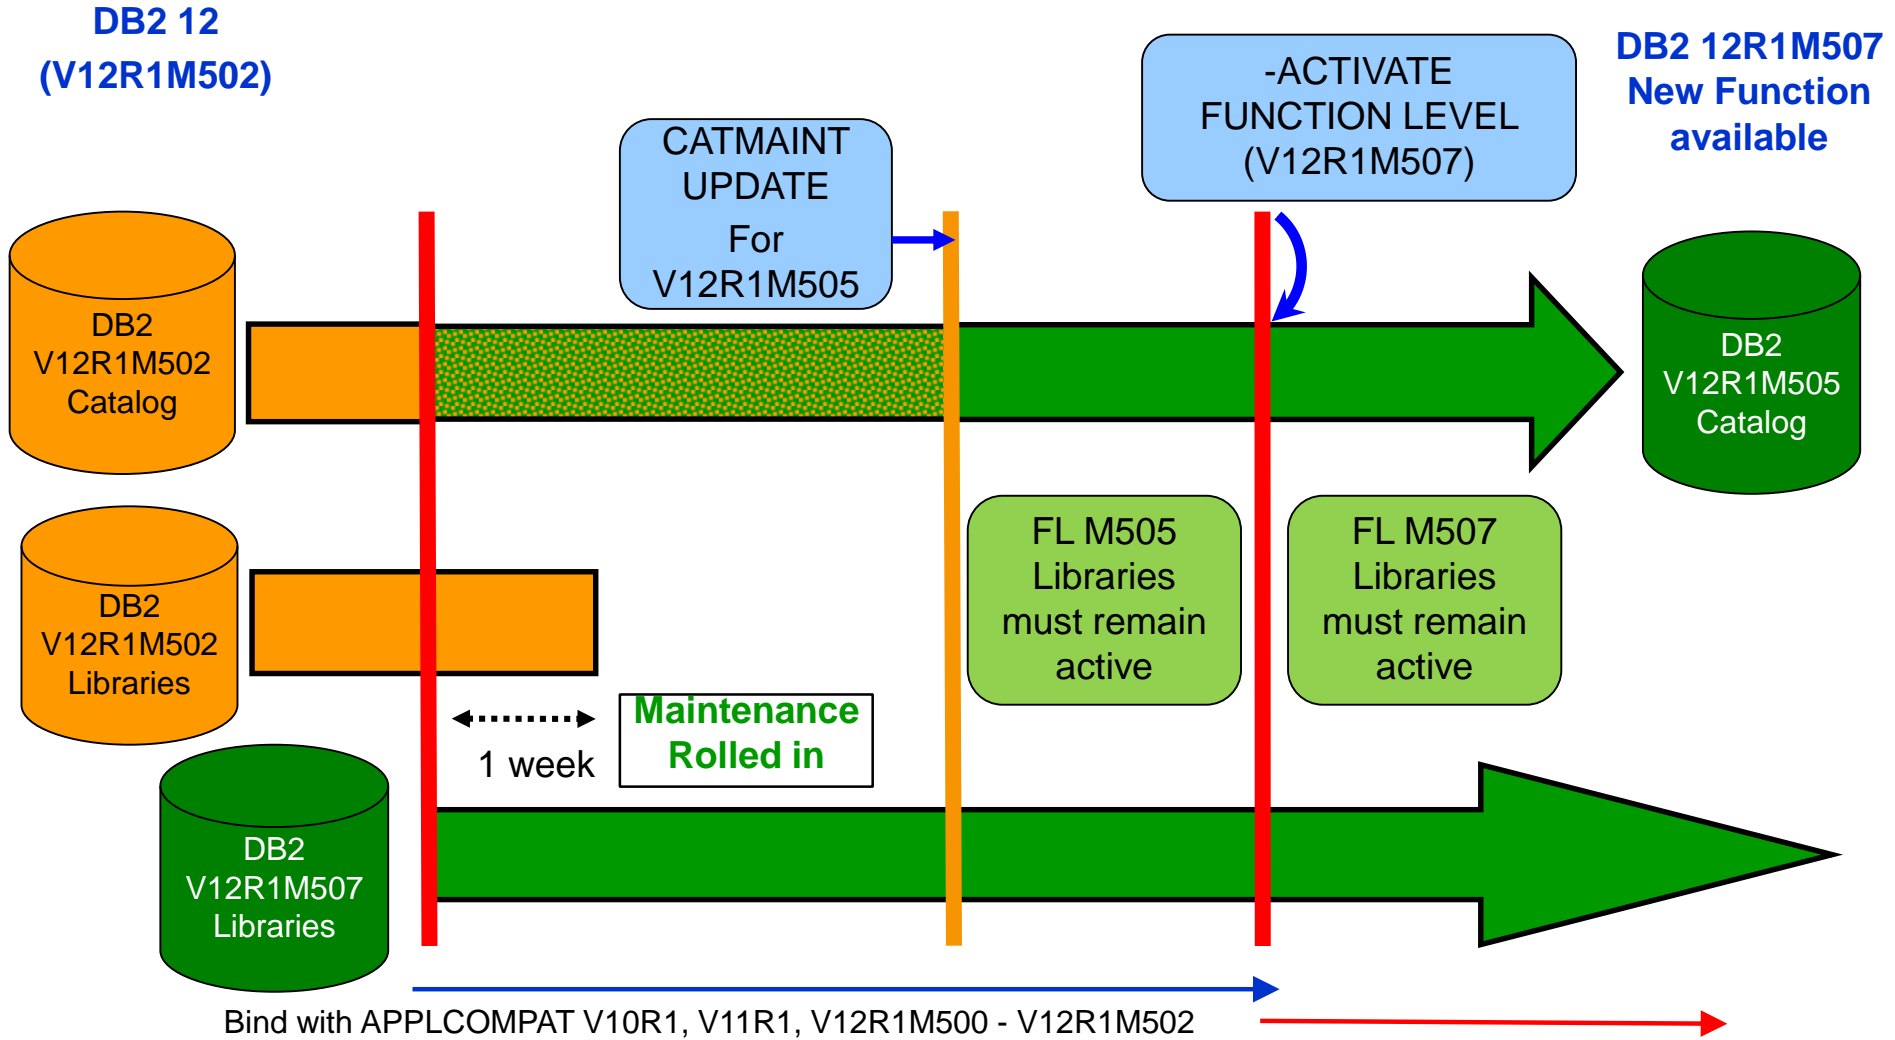 DB2 12
(V12R1M502)
-ACTIVATE
FUNCTION LEVEL
(V12R1M507)
DB2 12R1M507
New Function
available
CATMAINT
UPDATE
For
V12R1M505
DB2
V12R1M502
Catalog
DB2
V12R1M505
Catalog
DB2
V12R1M502
Libraries
FL M505
Libraries
must remain
active
FL M507
Libraries
must remain
active
1 week
Maintenance
Rolled in
DB2
V12R1M507
Libraries
Bind with APPLCOMPAT V10R1, V11R1, V12R1M500 - V12R1M502